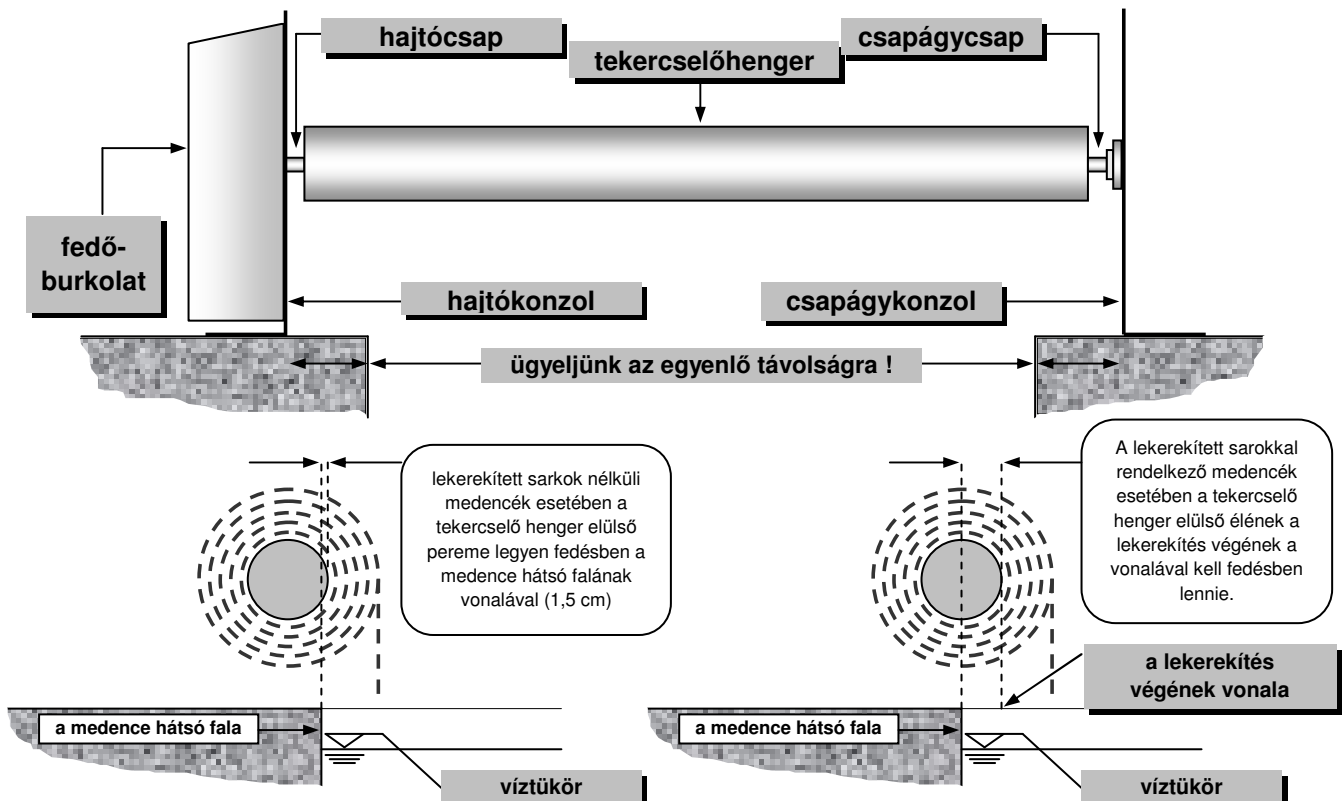 hajtócsap
csapágycsap
tekercselőhenger
fedő-
burkolat
hajtókonzol
csapágykonzol
ügyeljünk az egyenlő távolságra !
lekerekített sarkok nélküli
medencék esetében a
tekercselő henger elülső
pereme legyen fedésben a
medence hátsó falának
vonalával (1,5 cm)
A lekerekített sarokkal
rendelkező medencék
esetében a tekercselő
henger elülső élének a
lekerekítés végének a
vonalával kell fedésben
lennie.
a lekerekítés
végének vonala
a medence hátsó fala
a medence hátsó fala
víztükör
víztükör